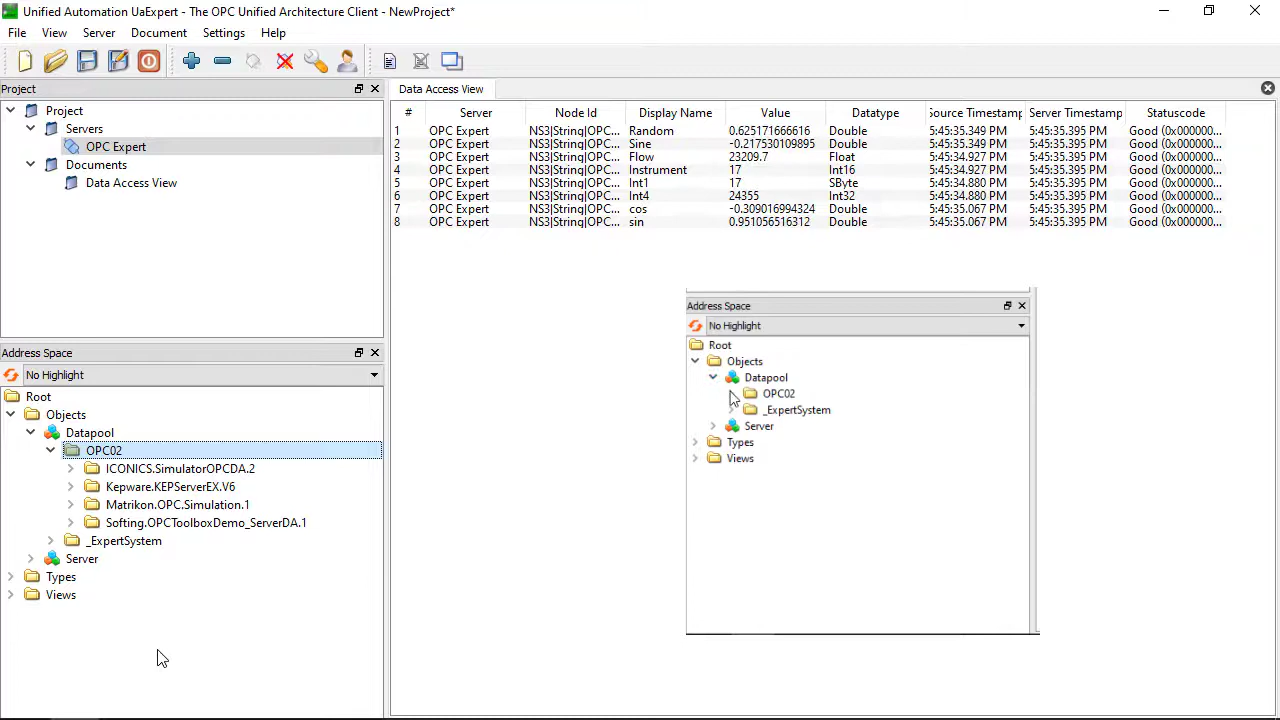 Unified Automation UaExpert - The OPC Unified Architecture Client - NewProject*
File View Server Document Settings Help
Project
Project
Servers
OPC Expert
Documents
Data Access View
Address Space
No Highlight
Root
Objects
Datapool
OPC02
ICONICS.SimulatorOPCDA.2
Kepware.KEPServerEX.V6
Matrikon.OPC.Simulation.1
Softing.OPCToolboxDemo_ServerDA.1
_ExpertSystem
Server
Types
Views
Data Access View
# Server Node Id Display Name Value Datatype Source Timestamp Server Timestamp Statuscode
1 OPC Expert NS3|String|OPC... Random 0.625171666616 Double 5:45:35.349 PM 5:45:35.395 PM Good (0x000000...
2 OPC Expert NS3|String|OPC... Sine -0.217530109895 Double 5:45:35.349 PM 5:45:35.395 PM Good (0x000000...
3 OPC Expert NS3|String|OPC... Flow 23209.7 Float 5:45:34.927 PM 5:45:35.395 PM Good (0x000000...
4 OPC Expert NS3|String|OPC... Instrument 17 Int16 5:45:34.927 PM 5:45:35.395 PM Good (0x000000...
5 OPC Expert NS3|String|OPC... Int1 17 SByte 5:45:34.880 PM 5:45:35.395 PM Good (0x000000...
6 OPC Expert NS3|String|OPC... Int4 24355 Int32 5:45:34.880 PM 5:45:35.395 PM Good (0x000000...
7 OPC Expert NS3|String|OPC... cos -0.309016994324 Double 5:45:35.067 PM 5:45:35.395 PM Good (0x000000...
8 OPC Expert NS3|String|OPC... sin 0.951056516312 Double 5:45:35.067 PM 5:45:35.395 PM Good (0x000000...
Address Space
No Highlight
Root
Objects
Datapool
OPC02
_ExpertSystem
Server
Types
Views